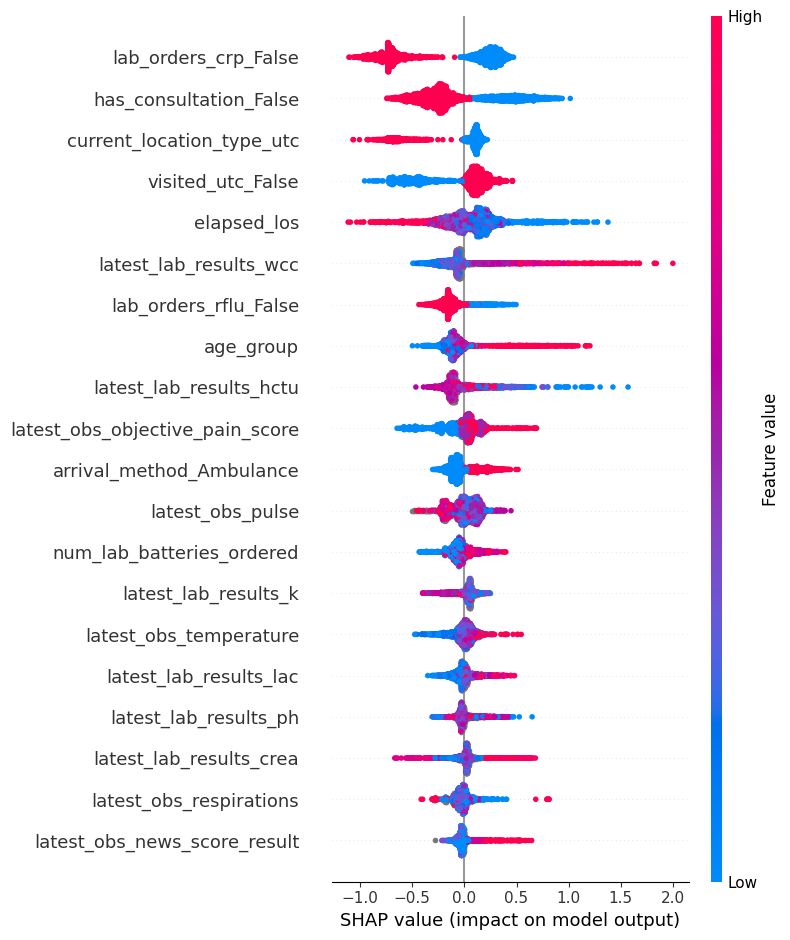 High
lab_orders_crp_False
has_consultation_False
current_location_type_utc
visited_utc_False
elapsed_los
latest_lab_results_wcc
lab_orders_rflu_False
age_group
latest_lab_results_hctu
latest_obs_objective_pain_score
arrival_method_Ambulance
latest_obs_pulse
num_lab_batteries_ordered
latest_lab_results_k
latest_obs_temperature
latest_lab_results_lac
latest_lab_results_ph
latest_lab_results_crea
latest_obs_respirations
latest_obs_news_score_result
Feature value
Low
−1.0 −0.5 0.0 0.5 1.0 1.5 2.0
SHAP value (impact on model output)